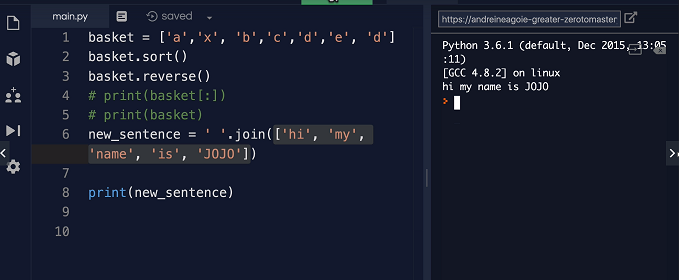 main.py
saved
https://andreineagoie-greater-zerotomaster
1 basket = ['a','x', 'b','c','d','e', 'd']
2 basket.sort()
3 basket.reverse()
4 # print(basket[:])
5 # print(basket)
6 new_sentence = ' '.join(['hi', 'my',
'name', 'is', 'JOJO'])
7
8 print(new_sentence)
9
10
Python 3.6.1 (default, Dec 2015, 13:05
:11)
[GCC 4.8.2] on linux
hi my name is JOJO
>